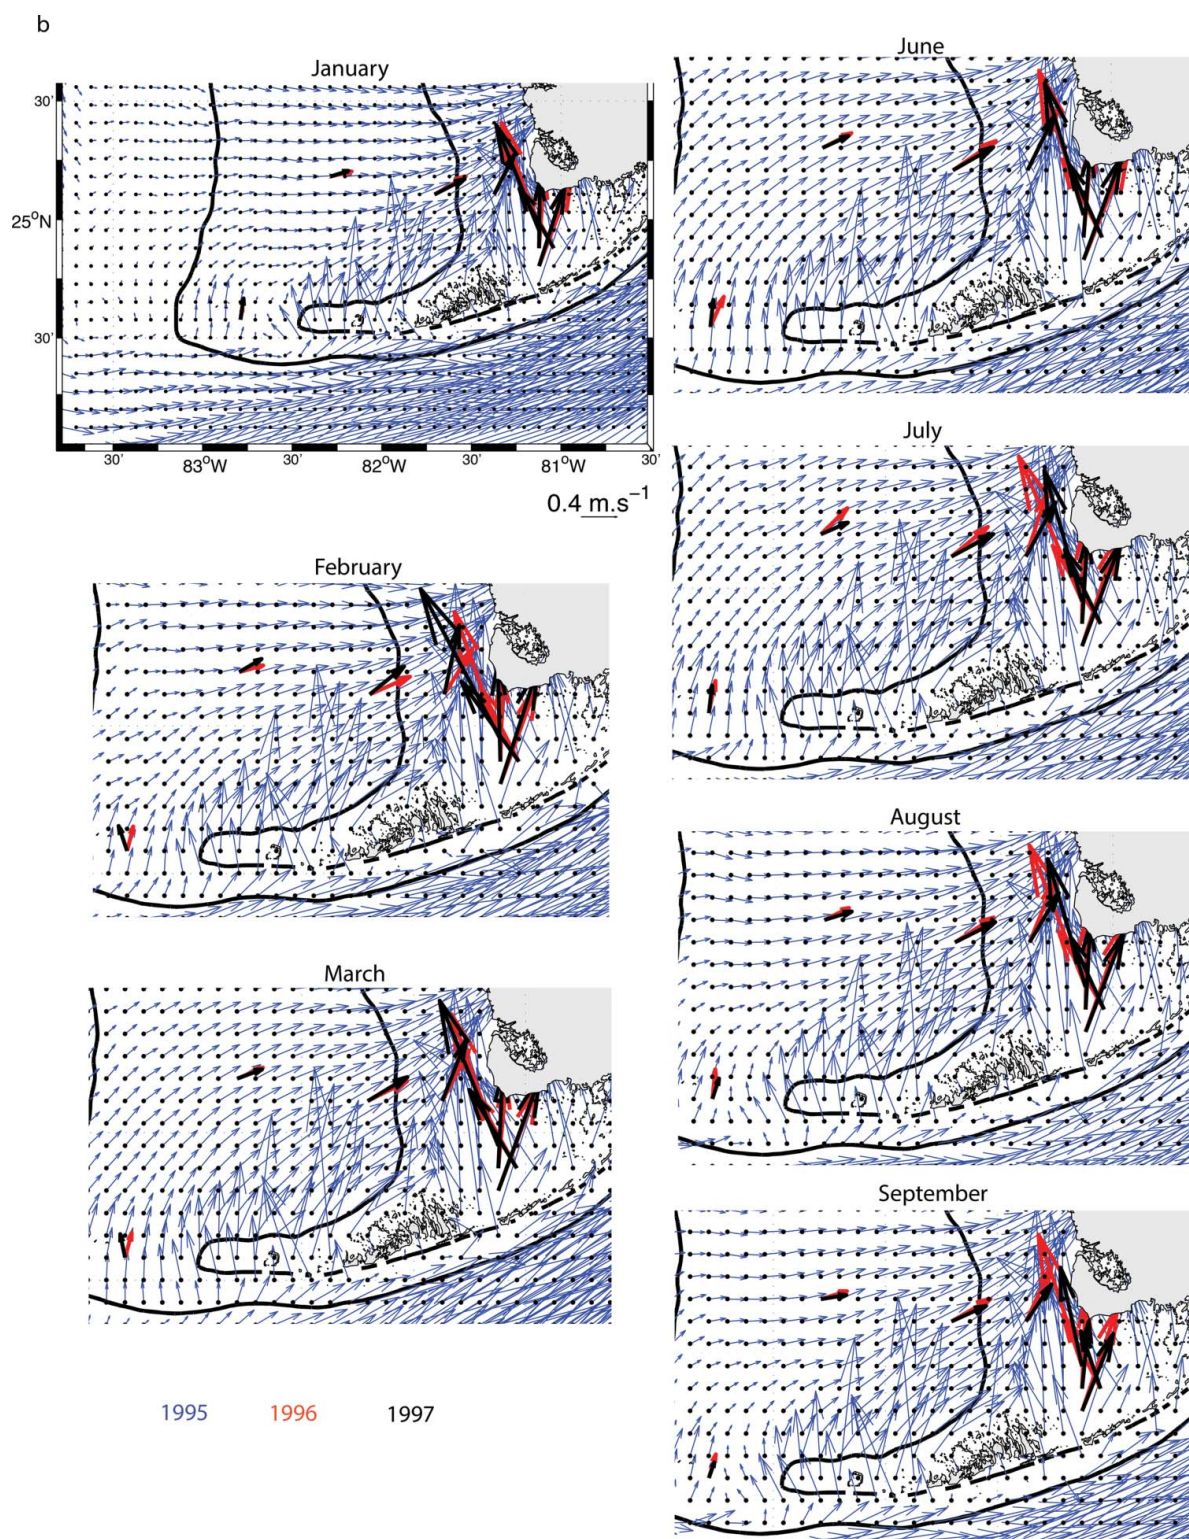 b
January
June
30'
25°N
30'
30'
83°W
30'
82°W
30'
81°W
30'
0.4 m.s⁻¹
July
February
August
March
September
1995 1996 1997